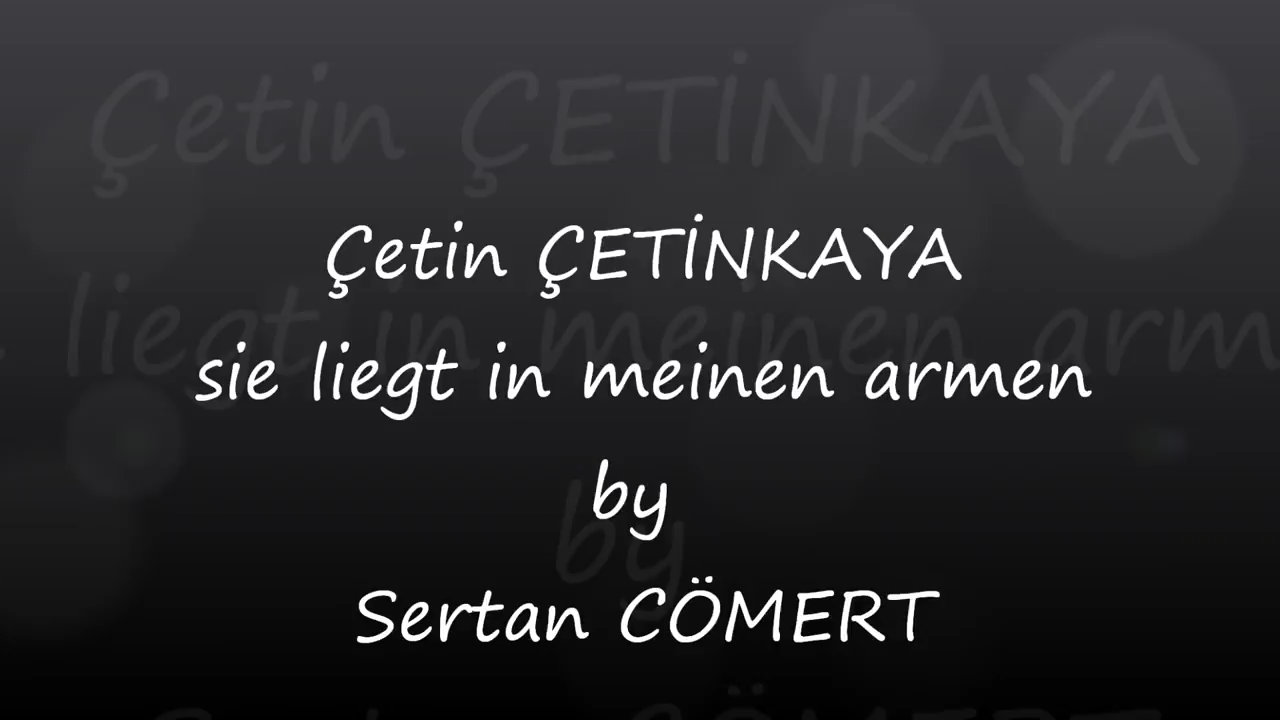 Çetin ÇETİNKAYA
sie liegt in meinen armen
by
Sertan CÖMERT